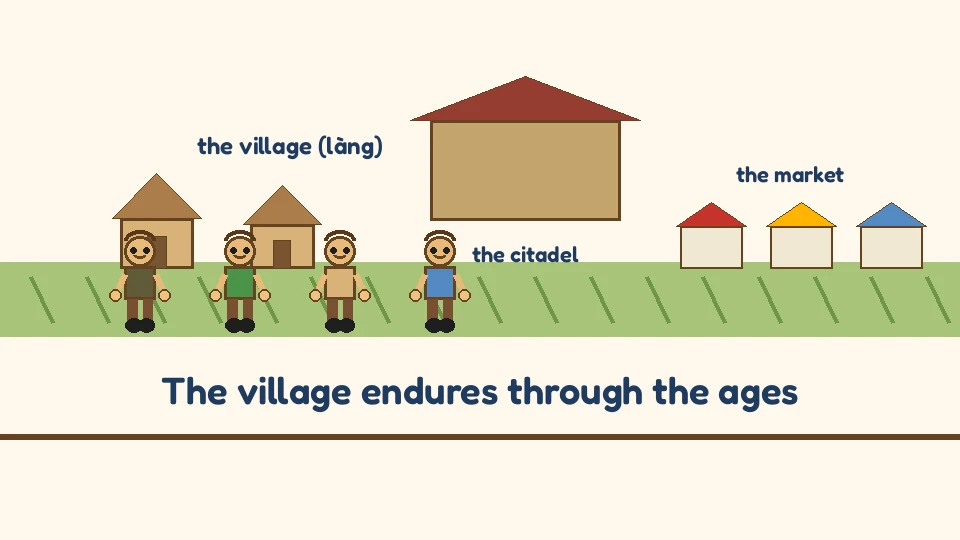 the village (làng)
the market
the citadel
The village endures through the ages